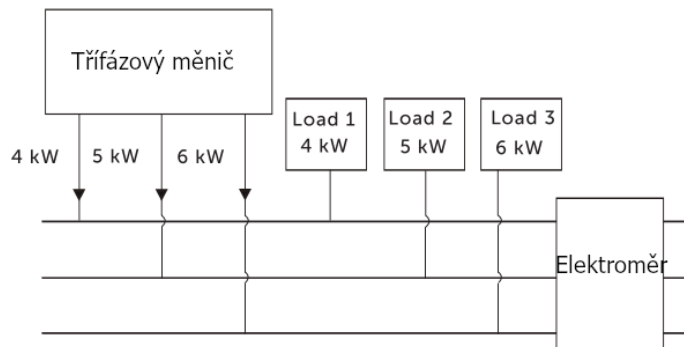 Třífázový měnič
4 kW 5 kW 6 kW
Load 1
4 kW
Load 2
5 kW
Load 3
6 kW
Elektroměr